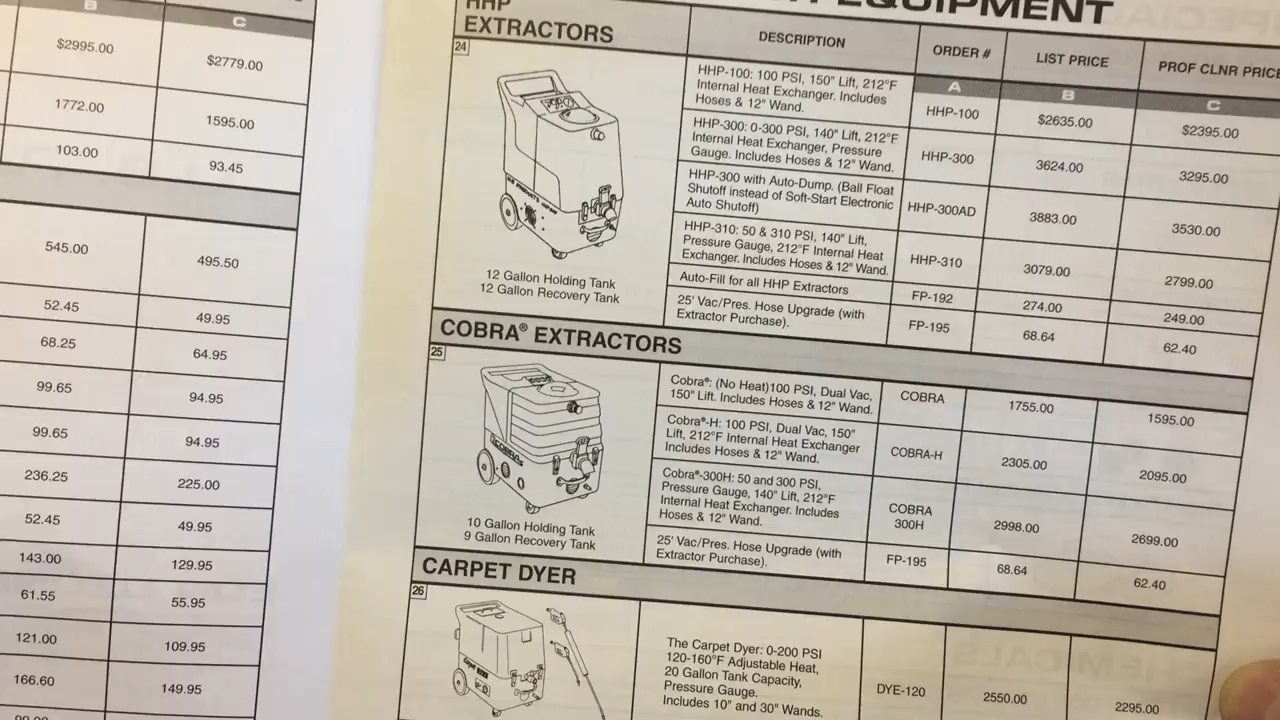 B
C
$2995.00
$2779.00
1772.00
1595.00
103.00
93.45
545.00
495.50
52.45
49.95
68.25
64.95
99.65
94.95
99.65
94.95
236.25
225.00
52.45
49.95
143.00
129.95
61.55
55.95
121.00
109.95
166.60
149.95
EQUIPMENT
HHP
EXTRACTORS
DESCRIPTION
ORDER #
LIST PRICE
PROF CLNR PRICE
A
B
C
24
12 Gallon Holding Tank
12 Gallon Recovery Tank
HHP-100: 100 PSI, 150" Lift, 212°F
Internal Heat Exchanger. Includes
Hoses & 12" Wand.
HHP-100
$2635.00
$2395.00
HHP-300: 0-300 PSI, 140" Lift, 212°F
Internal Heat Exchanger, Pressure
Gauge. Includes Hoses & 12" Wand.
HHP-300
3624.00
3295.00
HHP-300 with Auto-Dump. (Ball Float
Shutoff instead of Soft-Start Electronic
Auto Shutoff)
HHP-300AD
3883.00
3530.00
HHP-310: 50 & 310 PSI, 140" Lift,
Pressure Gauge, 212°F Internal Heat
Exchanger. Includes Hoses & 12" Wand.
HHP-310
3079.00
2799.00
Auto-Fill for all HHP Extractors
FP-192
274.00
249.00
25' Vac/Pres. Hose Upgrade (with
Extractor Purchase).
FP-195
68.64
62.40
COBRA® EXTRACTORS
25
COBRA
10 Gallon Holding Tank
9 Gallon Recovery Tank
Cobra®: (No Heat)100 PSI, Dual Vac,
150" Lift. Includes Hoses & 12" Wand.
COBRA
1755.00
1595.00
Cobra®-H: 100 PSI, Dual Vac, 150"
Lift, 212°F Internal Heat Exchanger
Includes Hoses & 12" Wand.
COBRA-H
2305.00
2095.00
Cobra®-300H: 50 and 300 PSI,
Pressure Gauge, 140" Lift, 212°F
Internal Heat Exchanger. Includes
Hoses & 12" Wand.
COBRA
300H
2998.00
2699.00
25' Vac/Pres. Hose Upgrade (with
Extractor Purchase).
FP-195
68.64
62.40
CARPET DYER
26
The Carpet Dyer: 0-200 PSI
120-160°F Adjustable Heat,
20 Gallon Tank Capacity,
Pressure Gauge.
Includes 10" and 30" Wands.
DYE-120
2550.00
2295.00